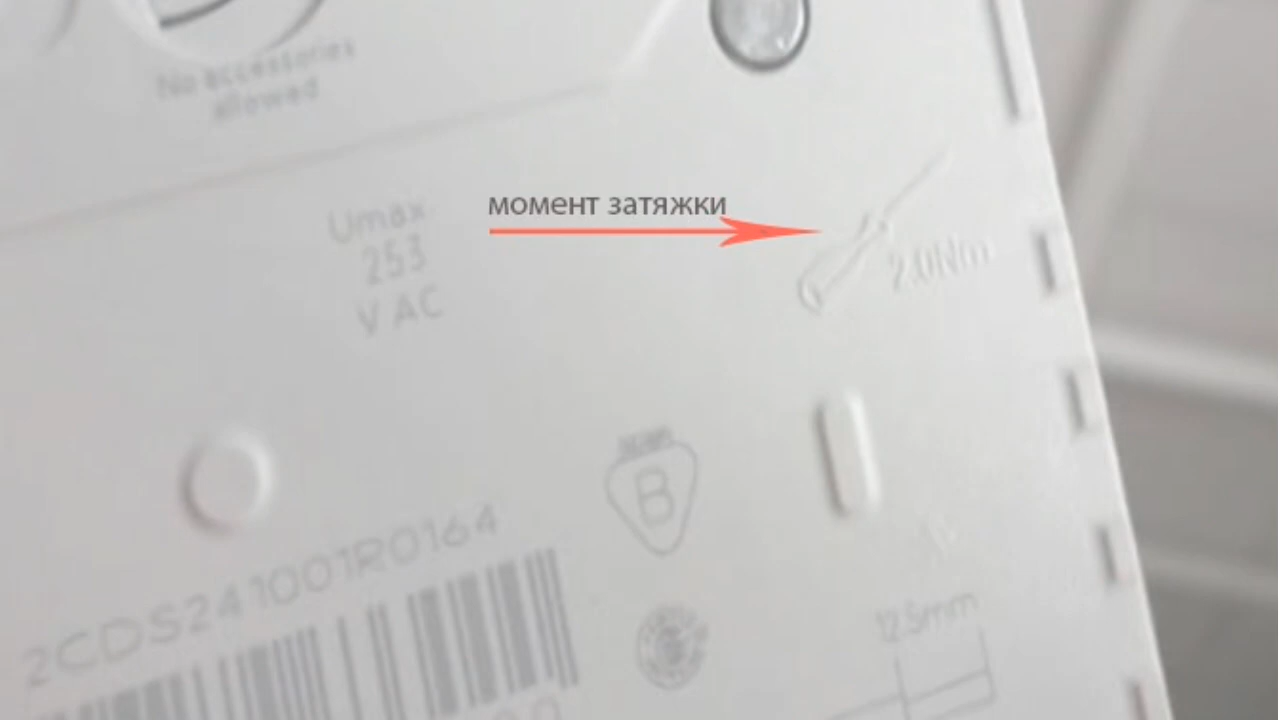 No accessories
allowed
момент затяжки
Umax
253
V AC
2.0Nm
B
2CDS241001R0164
12.5mm